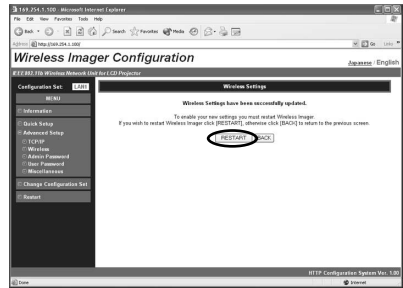 169.254.1.100 - Microsoft Internet Explorer
File Edit View Favorites Tools Help
Back Search Favorites Media
Address http://169.254.1.100/ Go Links
Wireless Imager Configuration
Japanese / English
IEEE802.11b Wireless Network Unit for LCD Projector
Configuration Set: LAN1
MENU
Information
Quick Setup
Advanced Setup
TCP/IP
Wireless
Admin Password
User Password
Miscellaneous
Change Configuration Set
Restart
Wireless Settings
Wireless Settings have been successfully updated.
To enable your new settings you must restart Wireless Imager.
If you wish to restart Wireless Imager click [RESTART], otherwise click [BACK] to return to the previous screen.
RESTART BACK
HTTP Configuration System Ver. 1.00
Done Internet